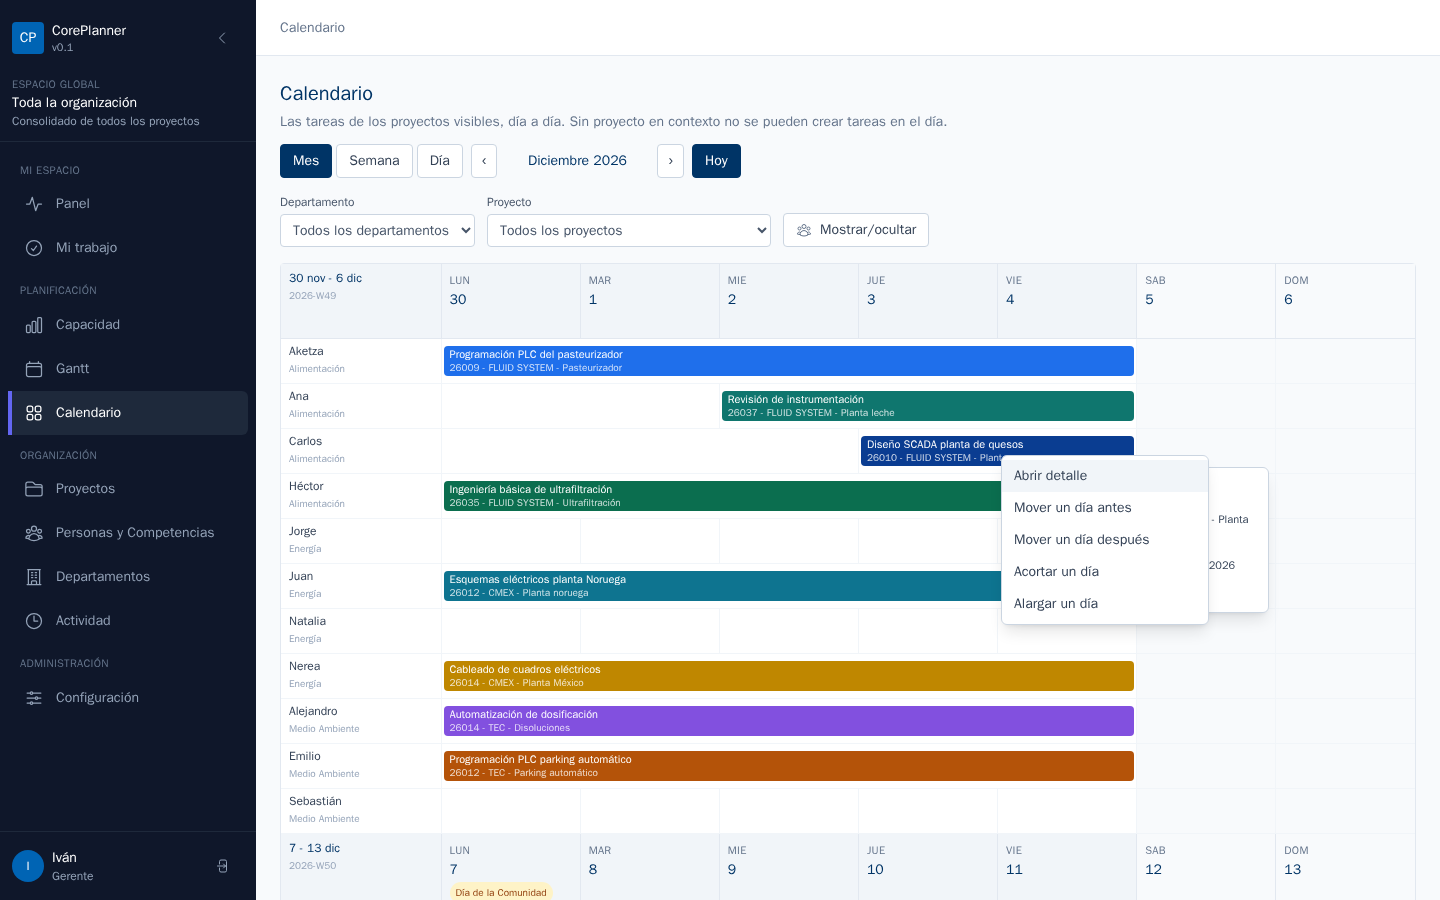 CP
CorePlanner
v0.1
ESPACIO GLOBAL
Toda la organización
Consolidado de todos los proyectos
MI ESPACIO
Panel
Mi trabajo
PLANIFICACIÓN
Capacidad
Gantt
Calendario
ORGANIZACIÓN
Proyectos
Personas y Competencias
Departamentos
Actividad
ADMINISTRACIÓN
Configuración
I
Iván
Gerente
Calendario
Calendario
Las tareas de los proyectos visibles, día a día. Sin proyecto en contexto no se pueden crear tareas en el día.
Mes Semana Día ‹ Diciembre 2026 › Hoy
Departamento Proyecto
Todos los departamentos Todos los proyectos Mostrar/ocultar
30 nov - 6 dic LUN MAR MIE JUE VIE SAB DOM
2026-W49 30 1 2 3 4 5 6
Aketza
Alimentación
Programación PLC del pasteurizador
26009 - FLUID SYSTEM - Pasteurizador
Ana
Alimentación
Revisión de instrumentación
26037 - FLUID SYSTEM - Planta leche
Carlos
Alimentación
Diseño SCADA planta de quesos
26010 - FLUID SYSTEM - Plant
Abrir detalle
Mover un día antes
Mover un día después
Acortar un día
Alargar un día
- Planta
2026
Héctor
Alimentación
Ingeniería básica de ultrafiltración
26035 - FLUID SYSTEM - Ultrafiltración
Jorge
Energía
Juan
Energía
Esquemas eléctricos planta Noruega
26012 - CMEX - Planta noruega
Natalia
Energía
Nerea
Energía
Cableado de cuadros eléctricos
26014 - CMEX - Planta México
Alejandro
Medio Ambiente
Automatización de dosificación
26014 - TEC - Disoluciones
Emilio
Medio Ambiente
Programación PLC parking automático
26012 - TEC - Parking automático
Sebastián
Medio Ambiente
7 - 13 dic LUN MAR MIE JUE VIE SAB DOM
2026-W50 7 8 9 10 11 12 13
Día de la Comunidad